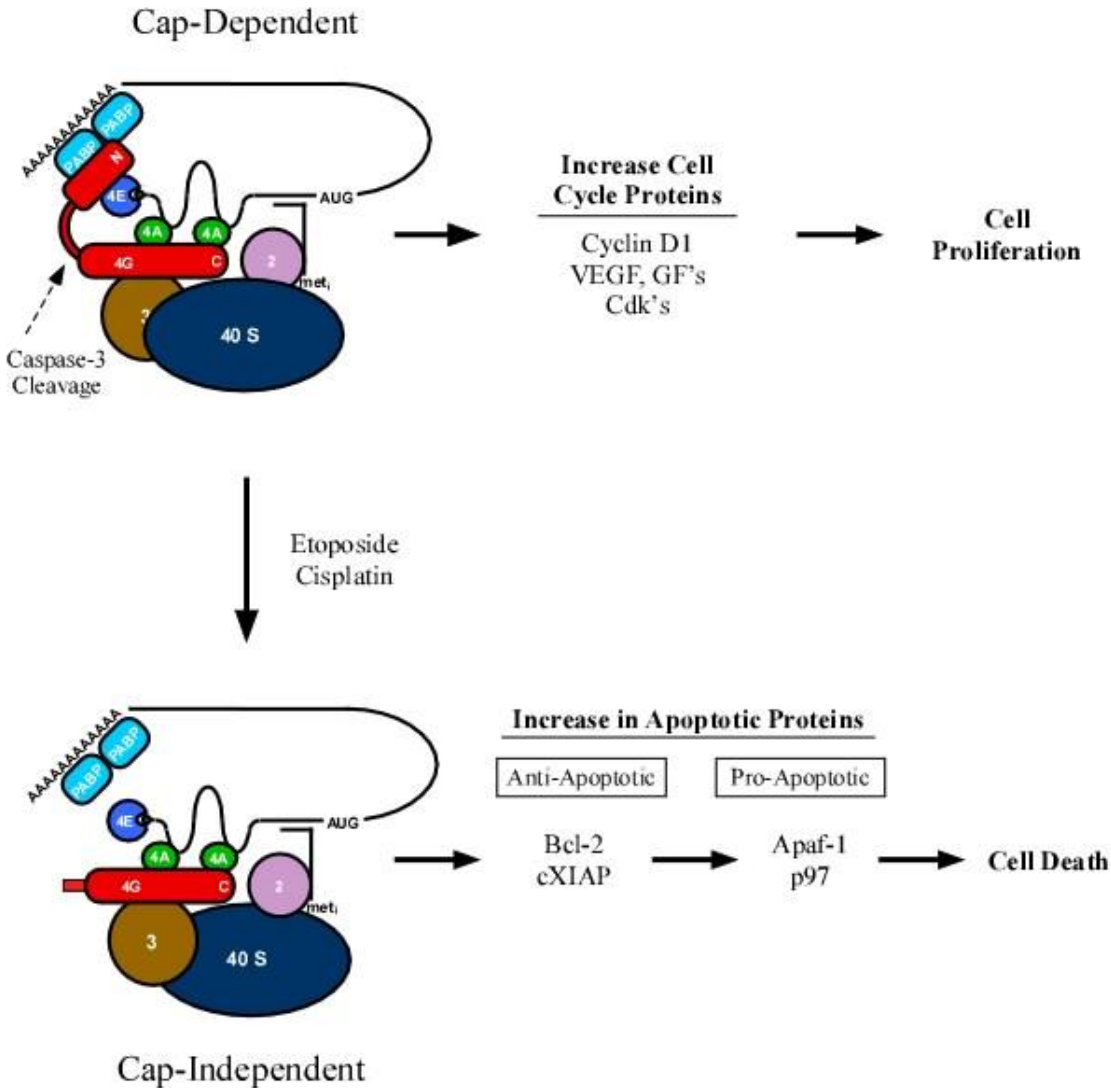 Cap-Dependent
AAAAAAAAAAAA
PABP
PABP
N
4E
4A
4A
AUG
4G
C
2
met i
3
40 S
Caspase-3
Cleavage
Increase Cell
Cycle Proteins
Cyclin D1
VEGF, GF's
Cdk's
Cell
Proliferation
Etoposide
Cisplatin
AAAAAAAAAAAA
PABP
PABP
4E
4A
4A
AUG
4G
C
2
met i
3
40 S
Increase in Apoptotic Proteins
Anti-Apoptotic
Pro-Apoptotic
Bcl-2
cXIAP
Apaf-1
p97
Cell Death
Cap-Independent